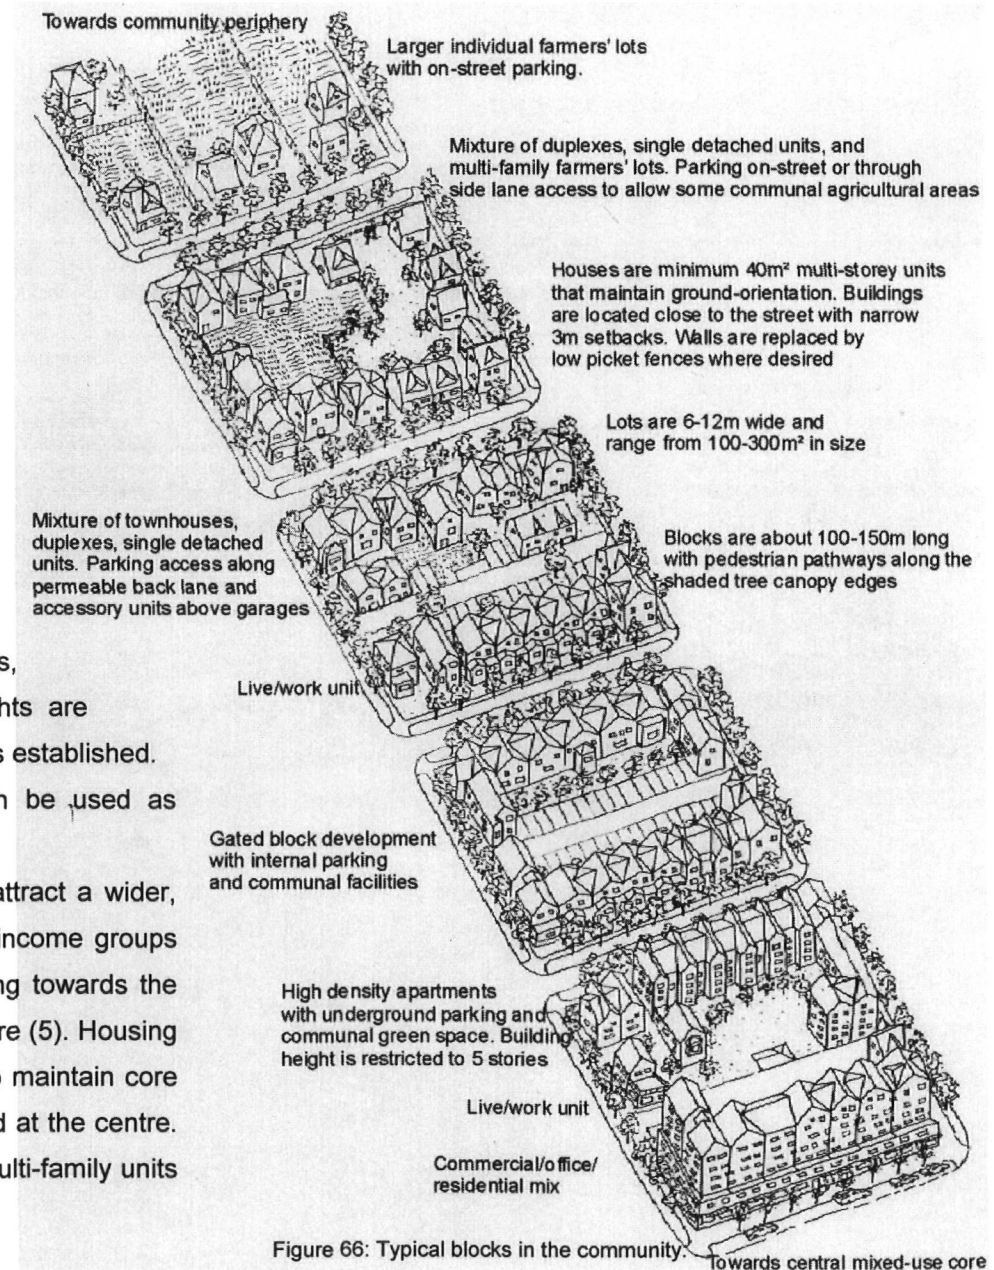 Towards community periphery
Larger individual farmers' lots
with on-street parking.
Mixture of duplexes, single detached units, and
multi-family farmers' lots. Parking on-street or through
side lane access to allow some communal agricultural areas
Houses are minimum 40m² multi-storey units
that maintain ground-orientation. Buildings
are located close to the street with narrow
3m setbacks. Walls are replaced by
low picket fences where desired
Lots are 6-12m wide and
range from 100-300m² in size
Mixture of townhouses,
duplexes, single detached
units. Parking access along
permeable back lane and
accessory units above garages
Blocks are about 100-150m long
with pedestrian pathways along the
shaded tree canopy edges
Live/work unit
Gated block development
with internal parking
and communal facilities
High density apartments
with underground parking and
communal green space. Building
height is restricted to 5 stories
Live/work unit
Commercial/office/
residential mix
Figure 66: Typical blocks in the community.
Towards central mixed-use core
s,
hts are
s established.
n be used as
attract a wider,
income groups
ng towards the
re (5). Housing
o maintain core
d at the centre.
ulti-family units